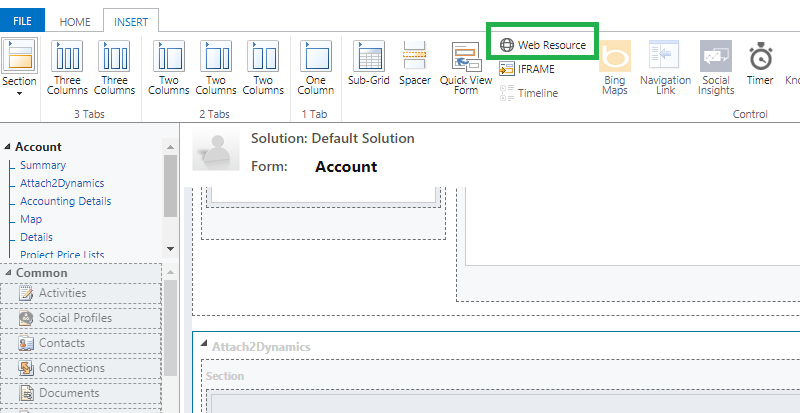 FILE HOME INSERT
Section Three Columns Three Columns Two Columns Two Columns Two Columns One Column Sub-Grid Spacer Quick View Form Web Resource Bing Maps Navigation Link Social Insights Timer
IFRAME
Timeline
3 Tabs 2 Tabs 1 Tab Control
Account
Summary
Attach2Dynamics
Accounting Details
Map
Details
Project Price Lists
Common
Activities
Social Profiles
Contacts
Connections
Documents
Solution: Default Solution
Form: Account
Attach2Dynamics
Section